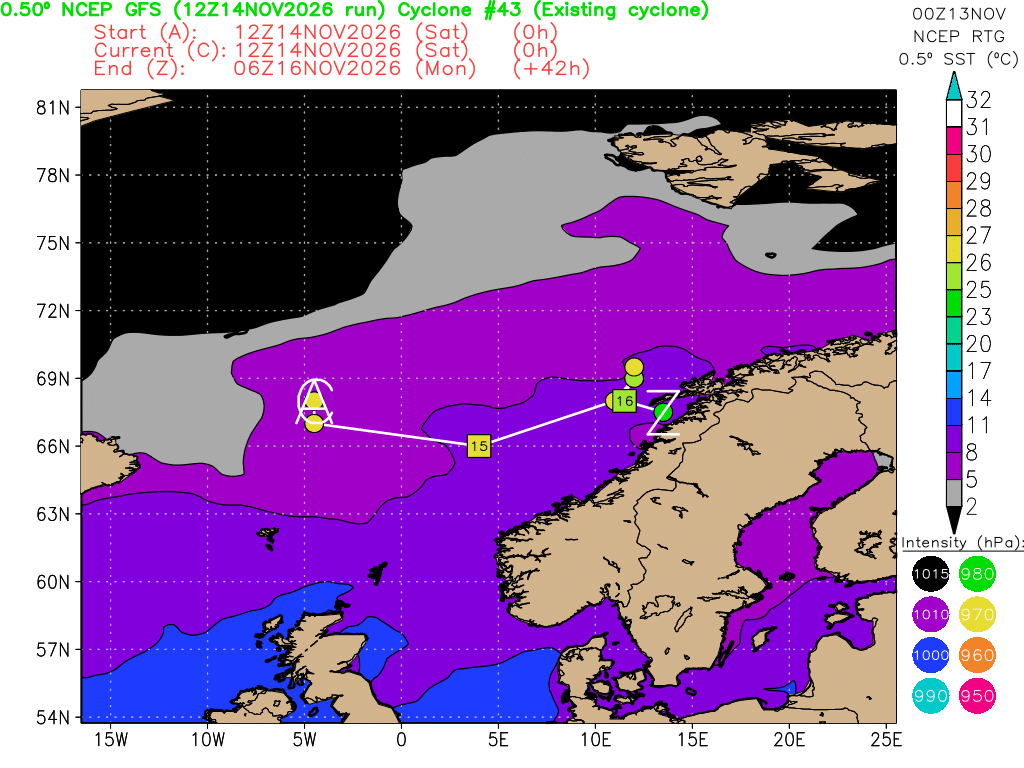 0.50° NCEP GFS (12Z14NOV2026 run) Cyclone #43 (Existing cyclone)
Start (A): 12Z14NOV2026 (Sat) (0h)
Current (C): 12Z14NOV2026 (Sat) (0h)
End (Z): 06Z16NOV2026 (Mon) (+42h)
00Z13NOV
NCEP RTG
0.5° SST (°C)
32
31
30
29
28
27
26
25
23
20
17
14
11
8
5
2
81N
78N
75N
72N
69N
66N
63N
60N
57N
54N
A
C
15
16
Z
15W
10W
5W
0
5E
10E
15E
20E
25E
Intensity (hPa):
1015 980
1010 970
1000 960
990 950